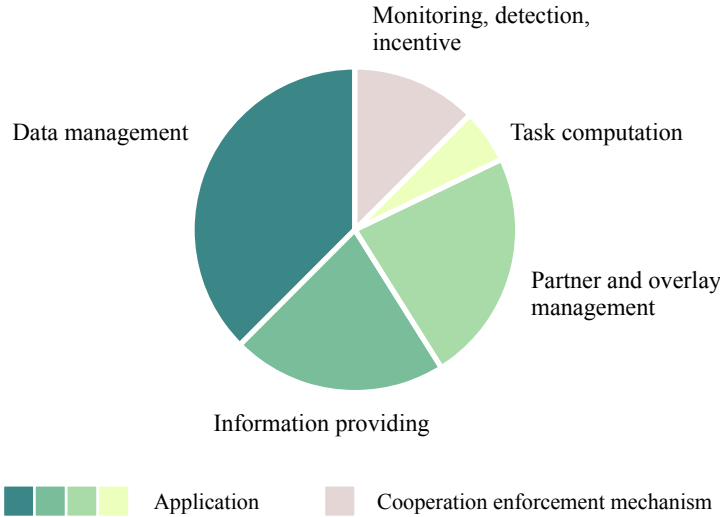 Monitoring, detection,
incentive
Data management
Task computation
Partner and overlay
management
Information providing
Application
Cooperation enforcement mechanism